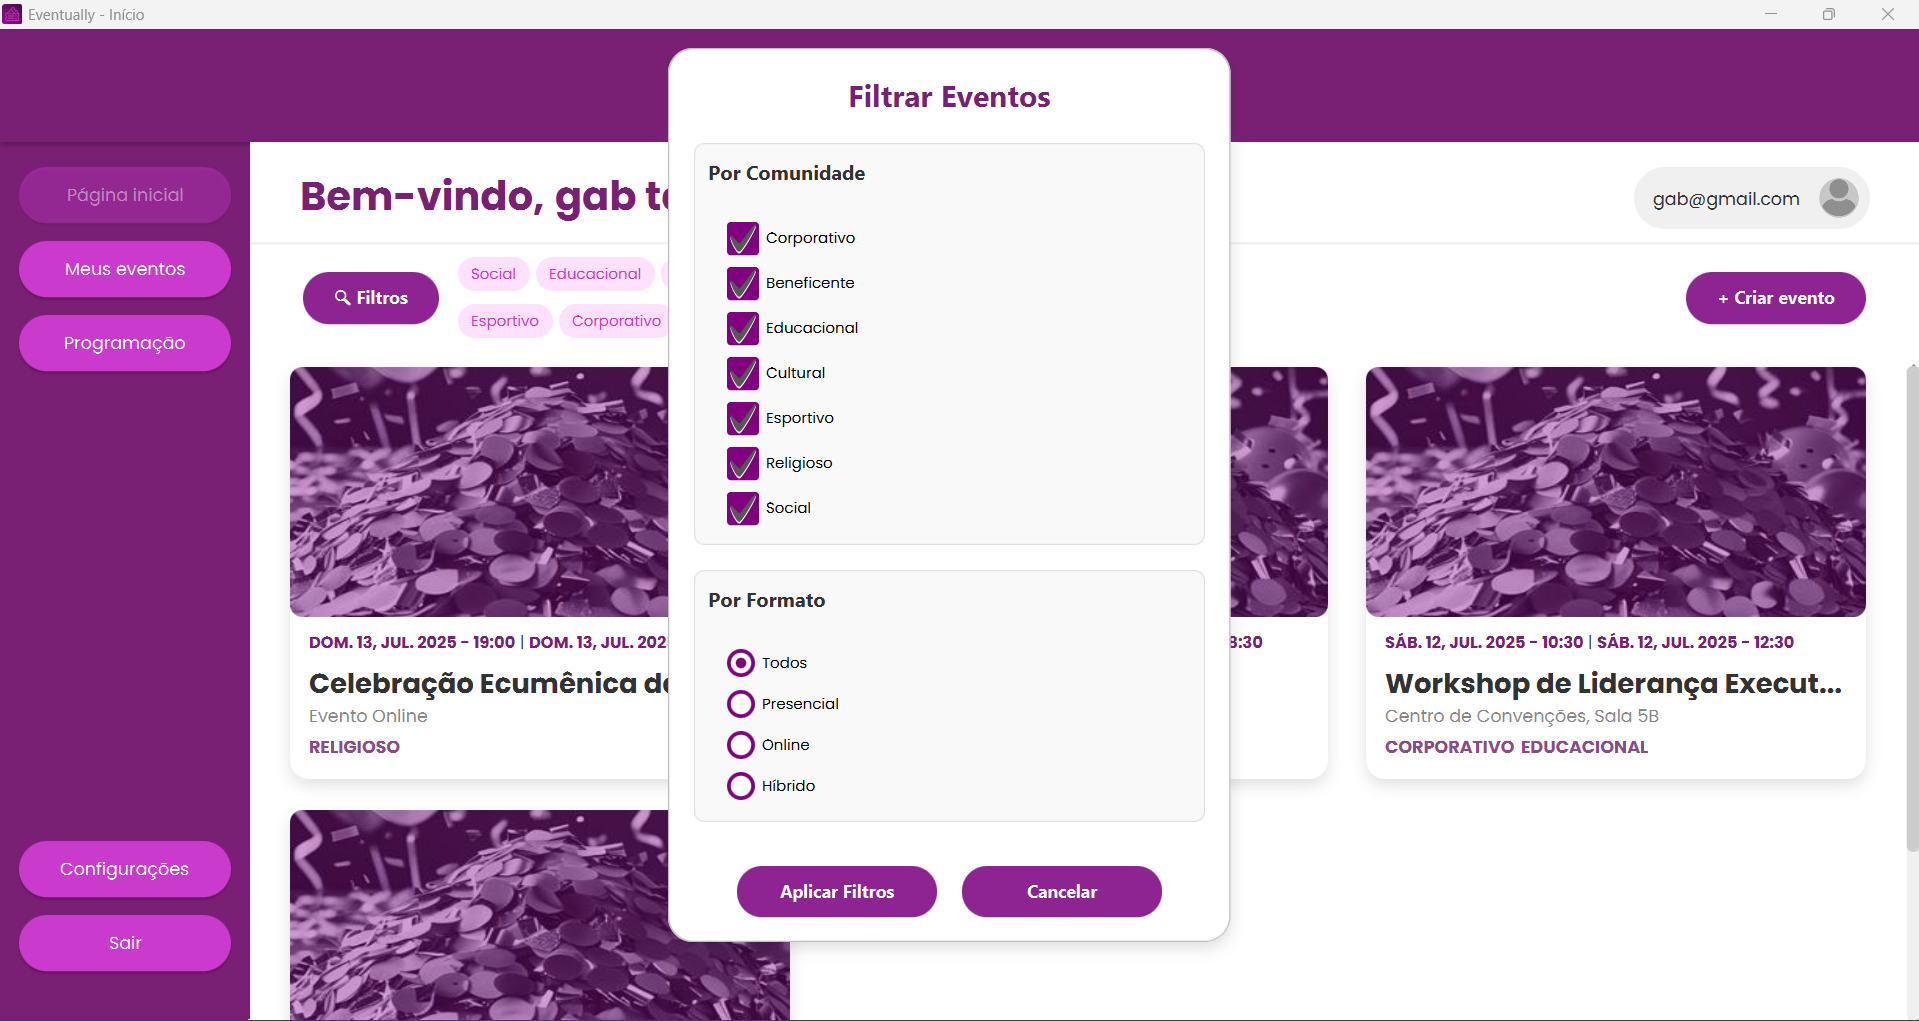 Eventually - Início
Filtrar Eventos
Por Comunidade
Corporativo
Beneficente
Educacional
Cultural
Esportivo
Religioso
Social
Por Formato
Todos
Presencial
Online
Híbrido
Aplicar Filtros
Cancelar
Página inicial
Meus eventos
Programação
Configurações
Sair
Bem-vindo, gab
gab@gmail.com
Filtros
Social
Educacional
Esportivo
Corporativo
+ Criar evento
DOM. 13, JUL. 2025 - 19:00 | DOM. 13, JUL.
Celebração Ecumênica
Evento Online
RELIGIOSO
:30
SÁB. 12, JUL. 2025 - 10:30 | SÁB. 12, JUL. 2025 - 12:30
Workshop de Liderança Execut...
Centro de Convenções, Sala 5B
CORPORATIVO EDUCACIONAL